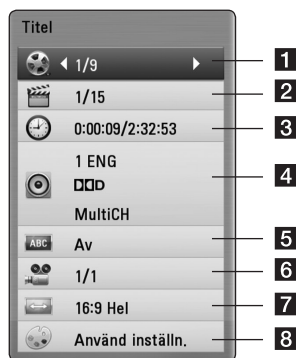 Titel
1/9
1
1/15
2
0:00:09/2:32:53
3
1 ENG
DD D
MultiCH
4
ABC
Av
5
1/1
6
16:9 Hel
7
Använd inställn.
8